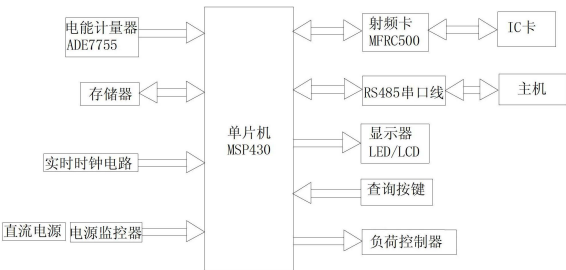 电能计量器
ADE7755
存储器
实时时钟电路
直流电源
电源监控器
单片机
MSP430
射频卡
MFRC500
IC卡
RS485串口线
主机
显示器
LED/LCD
查询按键
负荷控制器